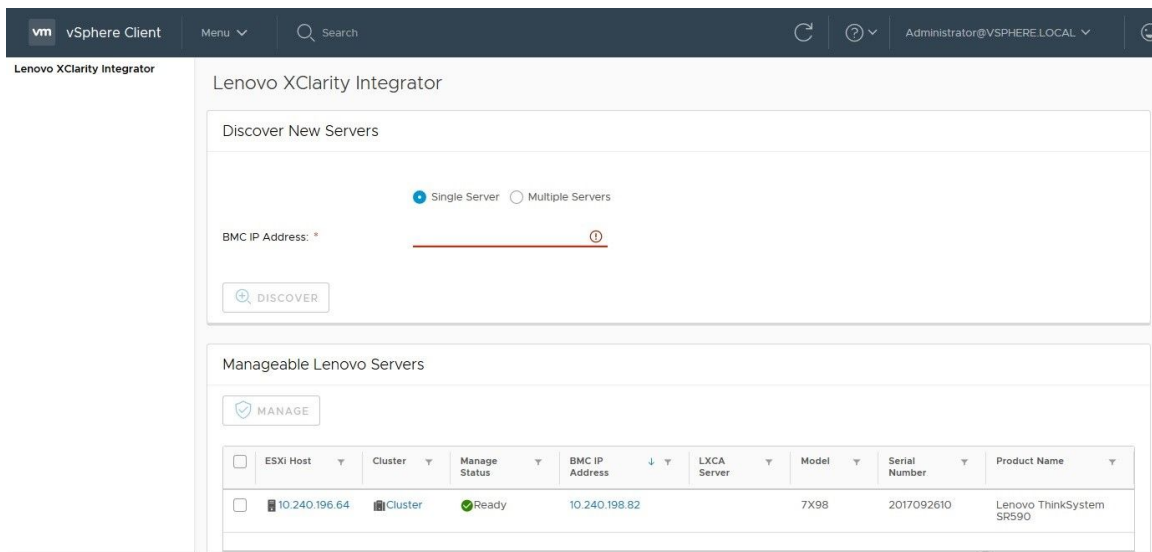 vm vSphere Client Menu Search Administrator@VSPHERE.LOCAL
Lenovo XClarity Integrator
Lenovo XClarity Integrator
Discover New Servers
Single Server Multiple Servers
BMC IP Address: *
DISCOVER
Manageable Lenovo Servers
MANAGE
ESXi Host Cluster Manage Status BMC IP Address LXCA Server Model Serial Number Product Name
10.240.196.64 Cluster Ready 10.240.198.82 7X98 2017092610 Lenovo ThinkSystem SR590